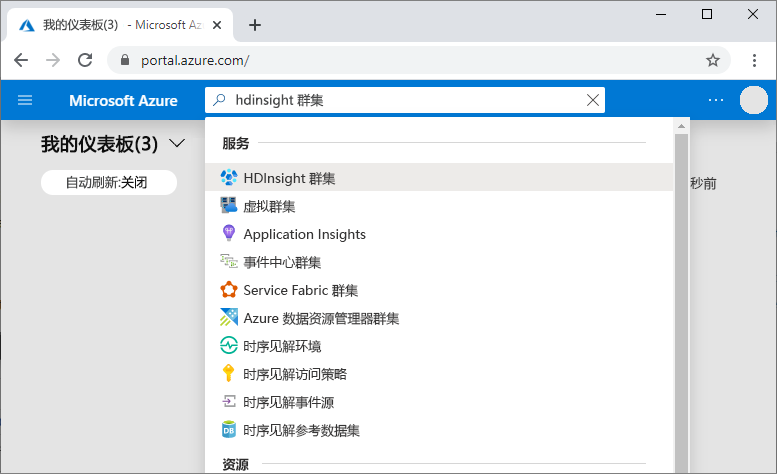 我的仪表板(3) - Microsoft Az
portal.azure.com/
Microsoft Azure
hdinsight 群集
我的仪表板(3)
自动刷新:关闭
秒前
服务
HDInsight 群集
虚拟群集
Application Insights
事件中心群集
Service Fabric 群集
Azure 数据资源管理器群集
时序见解环境
时序见解访问策略
时序见解事件源
时序见解参考数据集
DB
资源